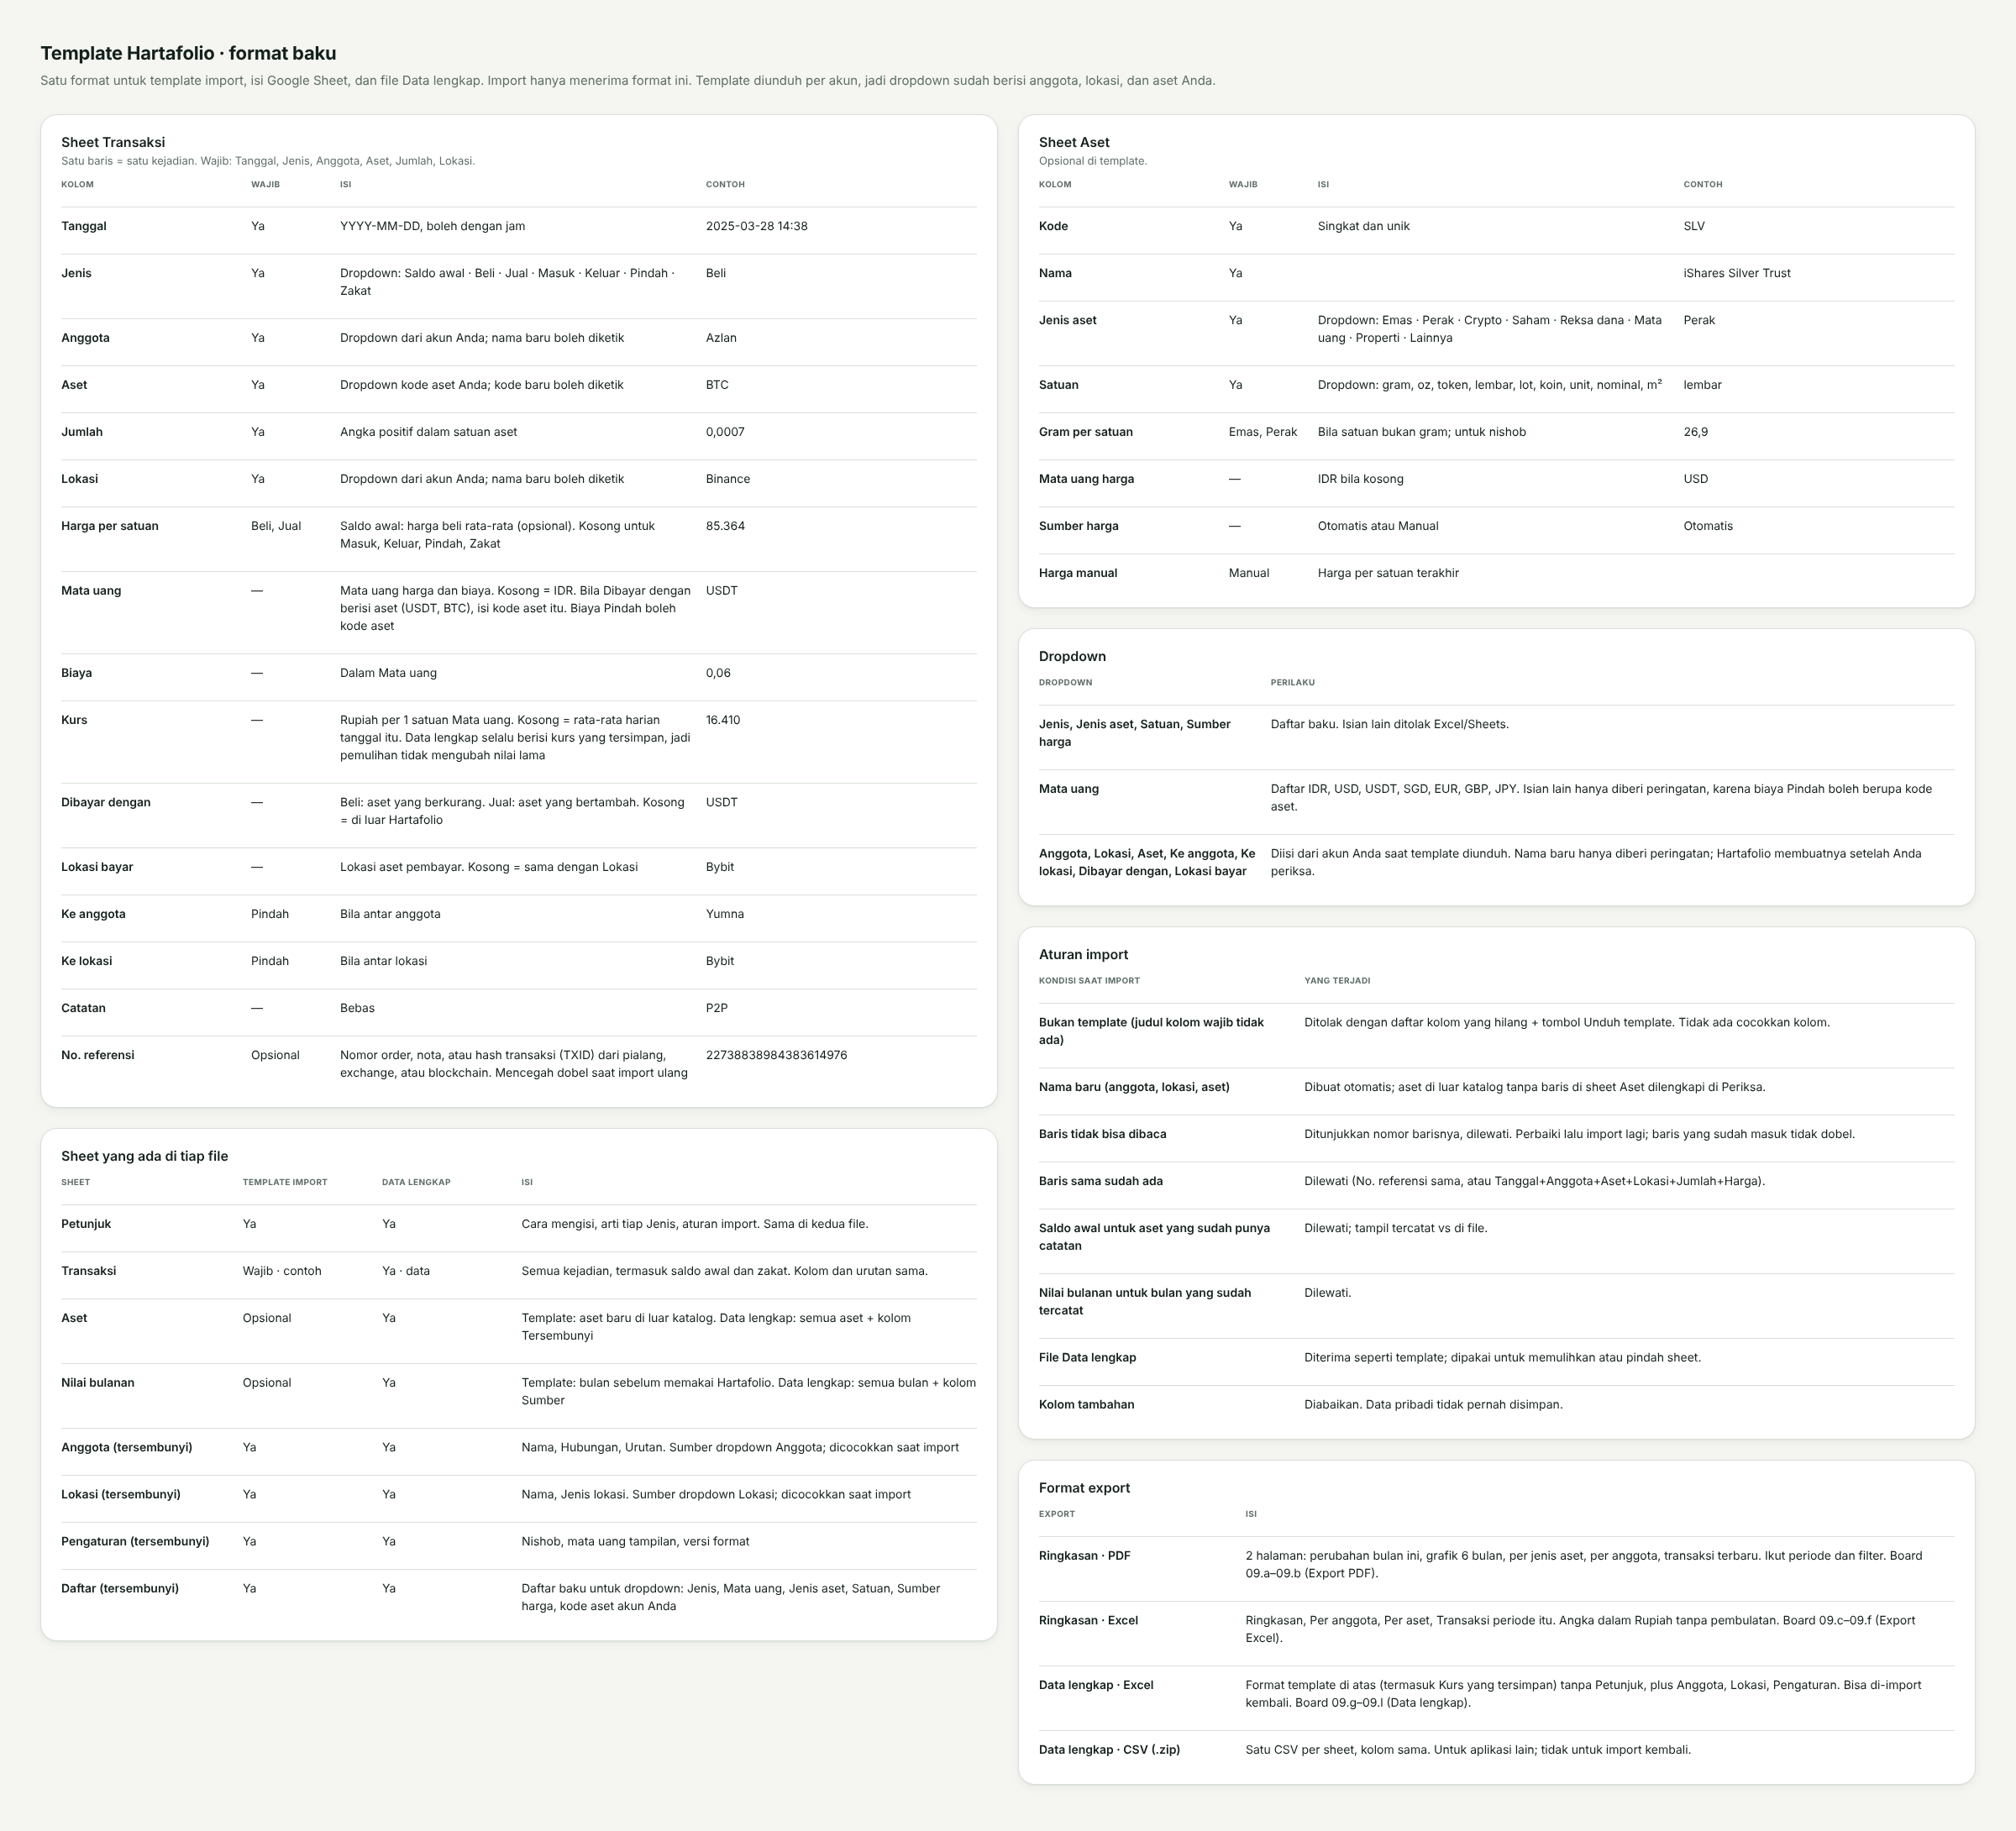 Template Hartafolio · format baku
Satu format untuk template import, isi Google Sheet, dan file Data lengkap. Import hanya menerima format ini. Template diunduh per akun, jadi dropdown sudah berisi anggota, lokasi, dan aset Anda.
Sheet Transaksi
Satu baris = satu kejadian. Wajib: Tanggal, Jenis, Anggota, Aset, Jumlah, Lokasi.
KOLOM WAJIB ISI CONTOH
Tanggal Ya YYYY-MM-DD, boleh dengan jam 2025-03-28 14:38
Jenis Ya Dropdown: Saldo awal · Beli · Jual · Masuk · Keluar · Pindah · Beli
Zakat
Anggota Ya Dropdown dari akun Anda; nama baru boleh diketik Azlan
Aset Ya Dropdown kode aset Anda; kode baru boleh diketik BTC
Jumlah Ya Angka positif dalam satuan aset 0,0007
Lokasi Ya Dropdown dari akun Anda; nama baru boleh diketik Binance
Harga per satuan Beli, Jual Saldo awal: harga beli rata-rata (opsional). Kosong untuk 85.364
Masuk, Keluar, Pindah, Zakat
Mata uang — Mata uang harga dan biaya. Kosong = IDR. Bila Dibayar dengan USDT
berisi aset (USDT, BTC), isi kode aset itu. Biaya Pindah boleh
kode aset
Biaya — Dalam Mata uang 0,06
Kurs — Rupiah per 1 satuan Mata uang. Kosong = rata-rata harian 16.410
tanggal itu. Data lengkap selalu berisi kurs yang tersimpan, jadi
pemulihan tidak mengubah nilai lama
Dibayar dengan — Beli: aset yang berkurang. Jual: aset yang bertambah. Kosong USDT
= di luar Hartafolio
Lokasi bayar — Lokasi aset pembayar. Kosong = sama dengan Lokasi Bybit
Ke anggota Pindah Bila antar anggota Yumna
Ke lokasi Pindah Bila antar lokasi Bybit
Catatan — Bebas P2P
No. referensi Opsional Nomor order, nota, atau hash transaksi (TXID) dari pialang, 22738838984383614976
exchange, atau blockchain. Mencegah dobel saat import ulang
Sheet yang ada di tiap file
SHEET TEMPLATE IMPORT DATA LENGKAP ISI
Petunjuk Ya Ya Cara mengisi, arti tiap Jenis, aturan import. Sama di kedua file.
Transaksi Wajib · contoh Ya · data Semua kejadian, termasuk saldo awal dan zakat. Kolom dan urutan sama.
Aset Opsional Ya Template: aset baru di luar katalog. Data lengkap: semua aset + kolom
Tersembunyi
Nilai bulanan Opsional Ya Template: bulan sebelum memakai Hartafolio. Data lengkap: semua bulan + kolom
Sumber
Anggota (tersembunyi) Ya Ya Nama, Hubungan, Urutan. Sumber dropdown Anggota; dicocokkan saat import
Lokasi (tersembunyi) Ya Ya Nama, Jenis lokasi. Sumber dropdown Lokasi; dicocokkan saat import
Pengaturan (tersembunyi) Ya Ya Nishob, mata uang tampilan, versi format
Daftar (tersembunyi) Ya Ya Daftar baku untuk dropdown: Jenis, Mata uang, Jenis aset, Satuan, Sumber
harga, kode aset akun Anda
Sheet Aset
Opsional di template.
KOLOM WAJIB ISI CONTOH
Kode Ya Singkat dan unik SLV
Nama Ya iShares Silver Trust
Jenis aset Ya Dropdown: Emas · Perak · Crypto · Saham · Reksa dana · Mata Perak
uang · Properti · Lainnya
Satuan Ya Dropdown: gram, oz, token, lembar, lot, koin, unit, nominal, m² lembar
Gram per satuan Emas, Perak Bila satuan bukan gram; untuk nishob 26,9
Mata uang harga — IDR bila kosong USD
Sumber harga — Otomatis atau Manual Otomatis
Harga manual Manual Harga per satuan terakhir
Dropdown
DROPDOWN PERILAKU
Jenis, Jenis aset, Satuan, Sumber Daftar baku. Isian lain ditolak Excel/Sheets.
harga
Mata uang Daftar IDR, USD, USDT, SGD, EUR, GBP, JPY. Isian lain hanya diberi peringatan, karena biaya Pindah boleh berupa kode
aset.
Anggota, Lokasi, Aset, Ke anggota, Ke Diisi dari akun Anda saat template diunduh. Nama baru hanya diberi peringatan; Hartafolio membuatnya setelah Anda
lokasi, Dibayar dengan, Lokasi bayar periksa.
Aturan import
KONDISI SAAT IMPORT YANG TERJADI
Bukan template (judul kolom wajib tidak Ditolak dengan daftar kolom yang hilang + tombol Unduh template. Tidak ada cocokkan kolom.
ada)
Nama baru (anggota, lokasi, aset) Dibuat otomatis; aset di luar katalog tanpa baris di sheet Aset dilengkapi di Periksa.
Baris tidak bisa dibaca Ditunjukkan nomor barisnya, dilewati. Perbaiki lalu import lagi; baris yang sudah masuk tidak dobel.
Baris sama sudah ada Dilewati (No. referensi sama, atau Tanggal+Anggota+Aset+Lokasi+Jumlah+Harga).
Saldo awal untuk aset yang sudah punya Dilewati; tampil tercatat vs di file.
catatan
Nilai bulanan untuk bulan yang sudah Dilewati.
tercatat
File Data lengkap Diterima seperti template; dipakai untuk memulihkan atau pindah sheet.
Kolom tambahan Diabaikan. Data pribadi tidak pernah disimpan.
Format export
EXPORT ISI
Ringkasan · PDF 2 halaman: perubahan bulan ini, grafik 6 bulan, per jenis aset, per anggota, transaksi terbaru. Ikut periode dan filter. Board
09.a–09.b (Export PDF).
Ringkasan · Excel Ringkasan, Per anggota, Per aset, Transaksi periode itu. Angka dalam Rupiah tanpa pembulatan. Board 09.c–09.f (Export
Excel).
Data lengkap · Excel Format template di atas (termasuk Kurs yang tersimpan) tanpa Petunjuk, plus Anggota, Lokasi, Pengaturan. Bisa di-import
kembali. Board 09.g–09.l (Data lengkap).
Data lengkap · CSV (.zip) Satu CSV per sheet, kolom sama. Untuk aplikasi lain; tidak untuk import kembali.